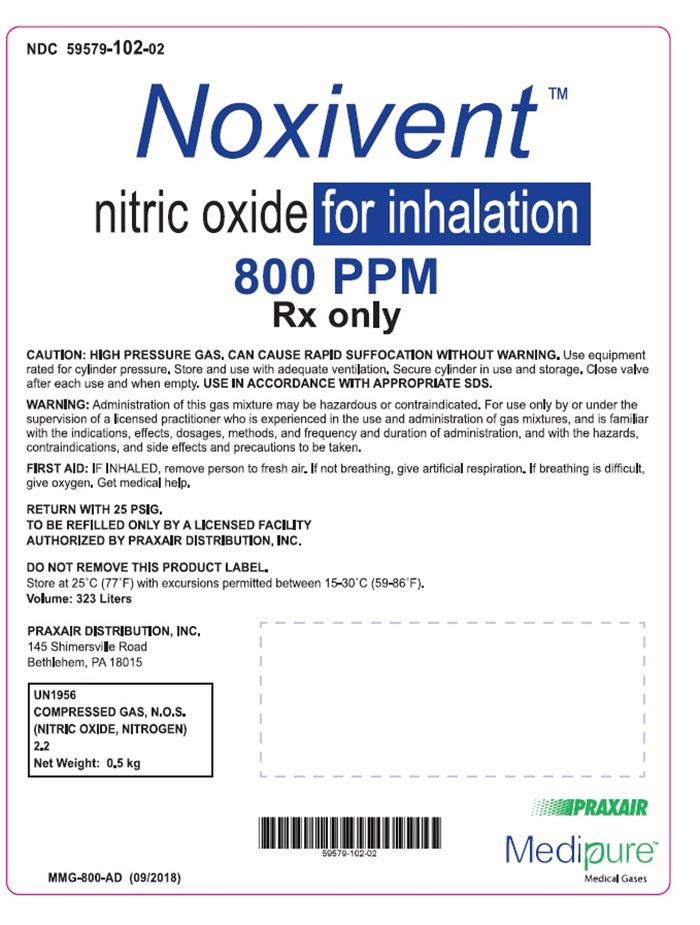 NDC 59579-102-02
Noxivent™
nitric oxide for inhalation
800 PPM
Rx only
CAUTION: HIGH PRESSURE GAS. CAN CAUSE RAPID SUFFOCATION WITHOUT WARNING. Use equipment
rated for cylinder pressure. Store and use with adequate ventilation. Secure cylinder in use and storage. Close valve
after each use and when empty. USE IN ACCORDANCE WITH APPROPRIATE SDS.
WARNING: Administration of this gas mixture may be hazardous or contraindicated. For use only by or under the
supervision of a licensed practitioner who is experienced in the use and administration of gas mixtures, and is familiar
with the indications, effects, dosages, methods, and frequency and duration of administration, and with the hazards,
contraindications, and side effects and precautions to be taken.
FIRST AID: IF INHALED, remove person to fresh air. If not breathing, give artificial respiration. If breathing is difficult,
give oxygen. Get medical help.
RETURN WITH 25 PSIG.
TO BE REFILLED ONLY BY A LICENSED FACILITY
AUTHORIZED BY PRAXAIR DISTRIBUTION, INC.
DO NOT REMOVE THIS PRODUCT LABEL.
Store at 25°C (77°F) with excursions permitted between 15-30°C (59-86°F).
Volume: 323 Liters
PRAXAIR DISTRIBUTION, INC.
145 Shimersville Road
Bethlehem, PA 18015
UN1956
COMPRESSED GAS, N.O.S.
(NITRIC OXIDE, NITROGEN)
2.2
Net Weight: 0.5 kg
PRAXAIR
59579-102-02
Medipure™
Medical Gases
MMG-800-AD (09/2018)